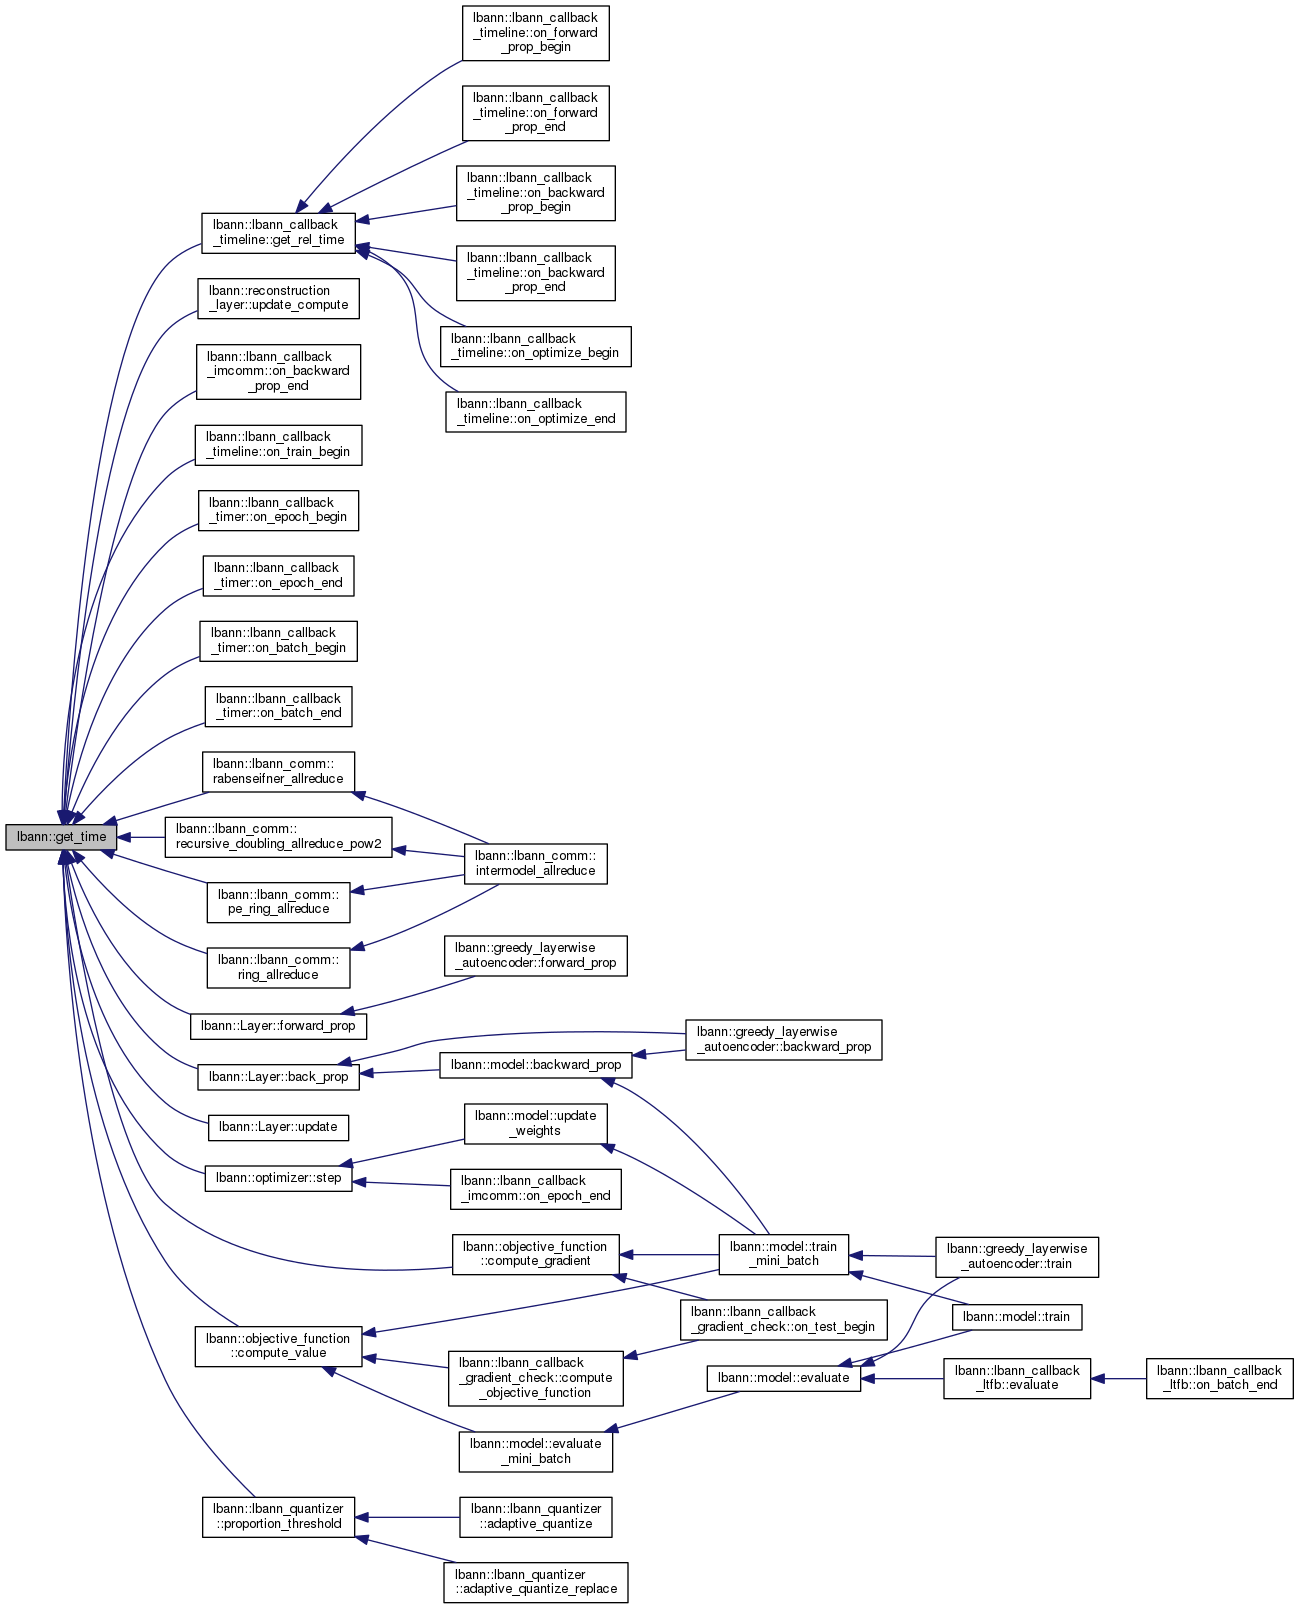 lbann::lbann_callback
_timeline::on_forward
_prop_begin
lbann::lbann_callback
_timeline::on_forward
_prop_end
lbann::lbann_callback
_timeline::on_backward
_prop_begin
lbann::lbann_callback
_timeline::get_rel_time
lbann::lbann_callback
_timeline::on_backward
_prop_end
lbann::reconstruction
_layer::update_compute
lbann::lbann_callback
_timeline::on_optimize_begin
lbann::lbann_callback
_imcomm::on_backward
_prop_end
lbann::lbann_callback
_timeline::on_optimize_end
lbann::lbann_callback
_timeline::on_train_begin
lbann::lbann_callback
_timer::on_epoch_begin
lbann::lbann_callback
_timer::on_epoch_end
lbann::lbann_callback
_timer::on_batch_begin
lbann::lbann_callback
_timer::on_batch_end
lbann::lbann_comm::
rabenseifner_allreduce
lbann::get_time
lbann::lbann_comm::
recursive_doubling_allreduce_pow2
lbann::lbann_comm::
intermodel_allreduce
lbann::lbann_comm::
pe_ring_allreduce
lbann::lbann_comm::
ring_allreduce
lbann::greedy_layerwise
_autoencoder::forward_prop
lbann::Layer::forward_prop
lbann::greedy_layerwise
_autoencoder::backward_prop
lbann::model::backward_prop
lbann::Layer::back_prop
lbann::Layer::update
lbann::model::update
_weights
lbann::optimizer::step
lbann::lbann_callback
_imcomm::on_epoch_end
lbann::objective_function
::compute_gradient
lbann::model::train
_mini_batch
lbann::greedy_layerwise
_autoencoder::train
lbann::lbann_callback
_gradient_check::on_test_begin
lbann::model::train
lbann::objective_function
::compute_value
lbann::lbann_callback
_gradient_check::compute
_objective_function
lbann::model::evaluate
lbann::lbann_callback
_ltfb::evaluate
lbann::lbann_callback
_ltfb::on_batch_end
lbann::model::evaluate
_mini_batch
lbann::lbann_quantizer
::proportion_threshold
lbann::lbann_quantizer
::adaptive_quantize
lbann::lbann_quantizer
::adaptive_quantize_replace